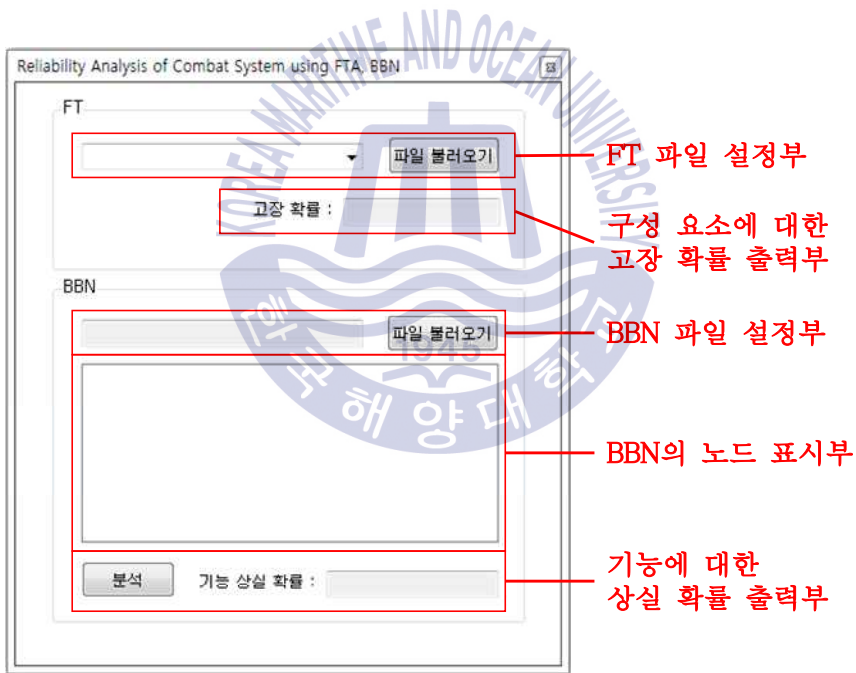 KOREA MARITIME AND OCEAN UNIVERSITY
Reliability Analysis of Combat System using FTA, BBN
FT
파일 불러오기
FT 파일 설정부
고장 확률 :
구성 요소에 대한
고장 확률 출력부
BBN
파일 불러오기
BBN 파일 설정부
1945
한국해양대학교
BBN의 노드 표시부
분석
기능 상실 확률 :
기능에 대한
상실 확률 출력부